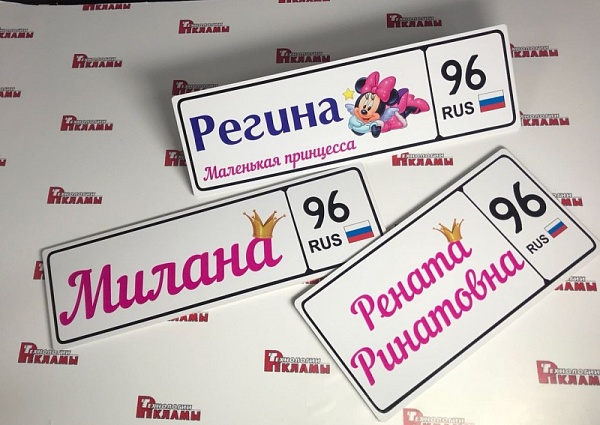 Регина
Маленькая принцесса
96
RUS
Милана
96
RUS
Рената
Ринатовна
96
RUS
Технологии
Рекламы